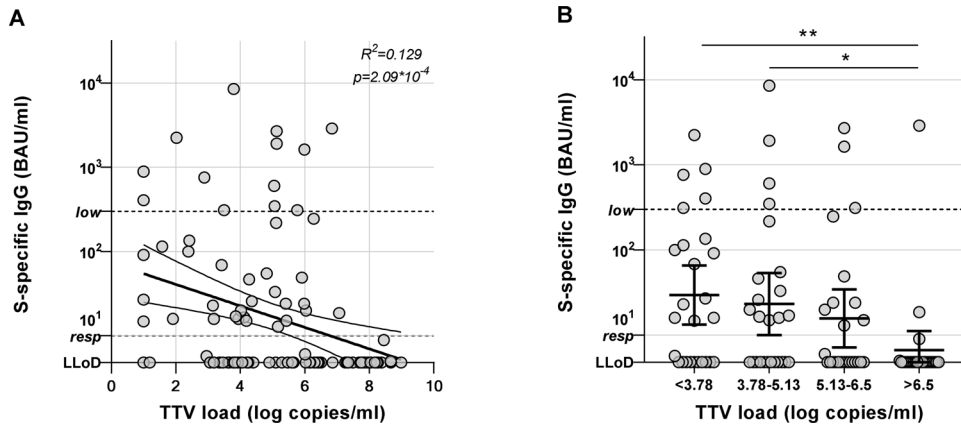 A
R²=0.129
p=2.09*10⁻⁴
S-specific IgG (BAU/ml)
10⁴
10³
low
10²
10¹
resp
LLoD
0 2 4 6 8 10
TTV load (log copies/ml)
B
**
*
S-specific IgG (BAU/ml)
10⁴
10³
low
10²
10¹
resp
LLoD
<3.78 3.78-5.13 5.13-6.5 >6.5
TTV load (log copies/ml)